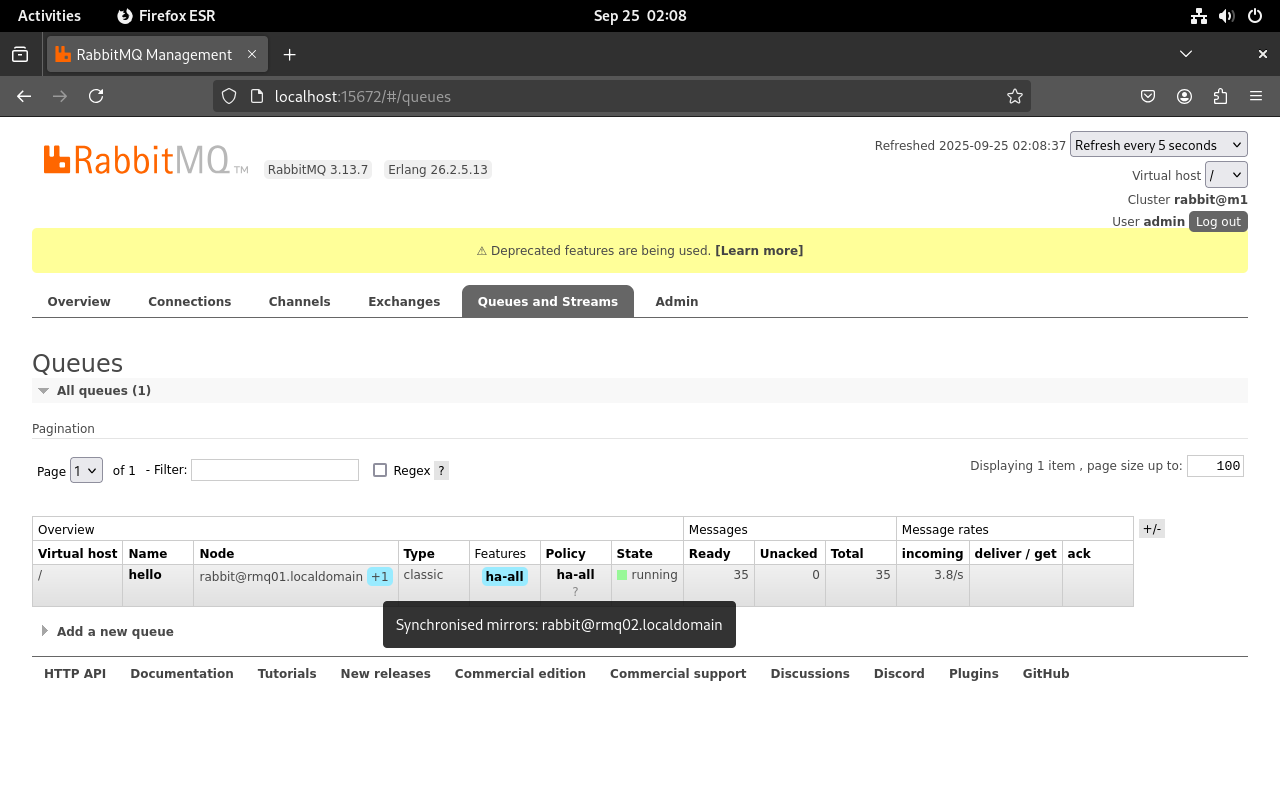 Activities Firefox ESR Sep 25 02:08
RabbitMQ Management
localhost:15672/#/queues
RabbitMQ TM RabbitMQ 3.13.7 Erlang 26.2.5.13
Refreshed 2025-09-25 02:08:37 Refresh every 5 seconds
Virtual host /
Cluster rabbit@m1
User admin Log out
⚠ Deprecated features are being used. [Learn more]
Overview Connections Channels Exchanges Queues and Streams Admin
Queues
All queues (1)
Pagination
Page 1 of 1 - Filter: Regex ? Displaying 1 item , page size up to: 100
Overview Messages Message rates +/-
Virtual host Name Node Type Features Policy State Ready Unacked Total incoming deliver / get ack
/ hello rabbit@rmq01.localdomain +1 classic ha-all ha-all running 35 0 35 3.8/s
?
Synchronised mirrors: rabbit@rmq02.localdomain
Add a new queue
HTTP API Documentation Tutorials New releases Commercial edition Commercial support Discussions Discord Plugins GitHub